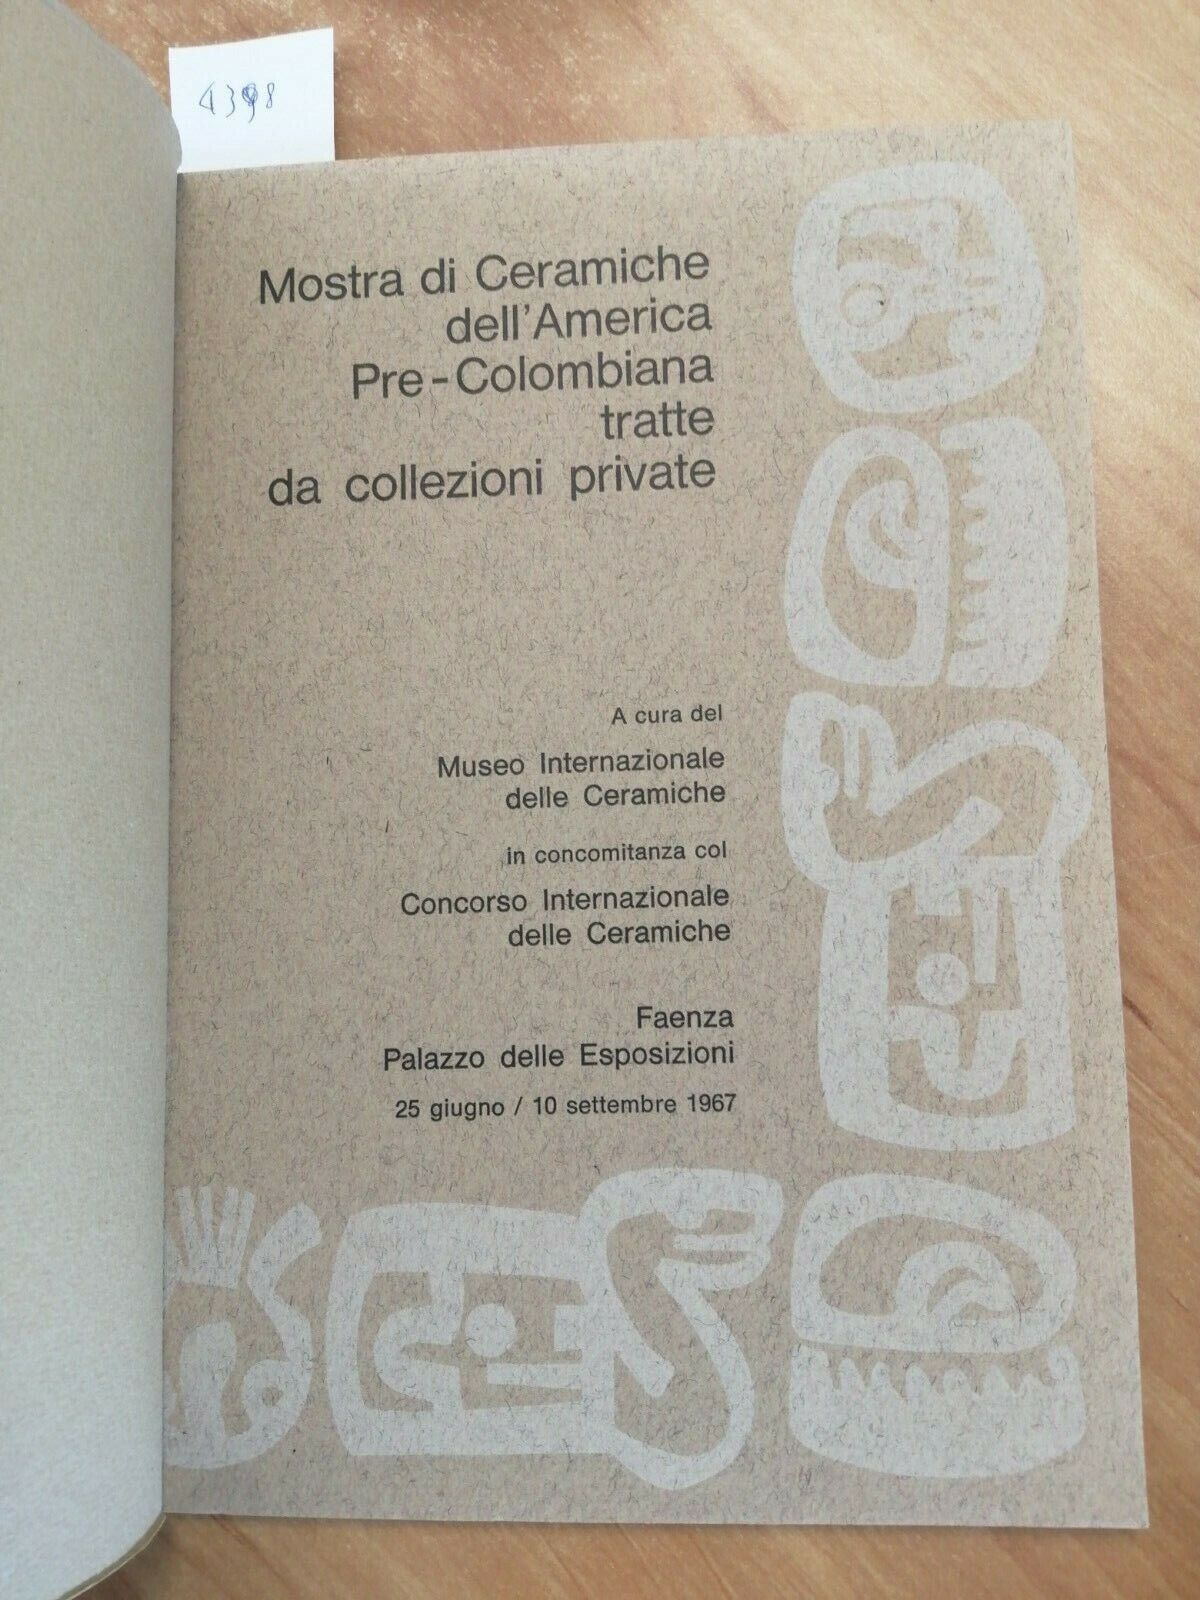 Mostra di Ceramiche
dell'America
Pre-Colombiana
tratte
da collezioni private
A cura del
Museo Internazionale
delle Ceramiche
in concomitanza col
Concorso Internazionale
delle Ceramiche
Faenza
Palazzo delle Esposizioni
25 giugno / 10 settembre 1967